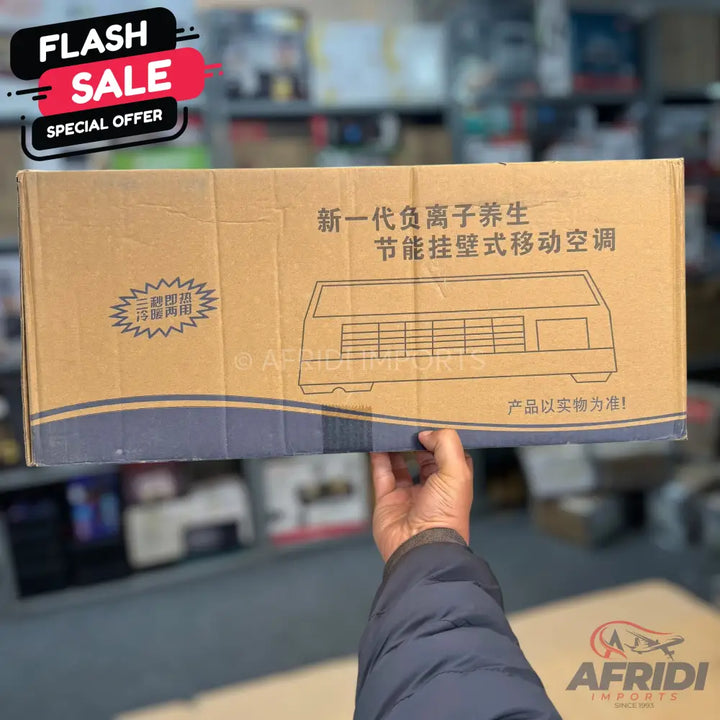 FLASH
SALE
SPECIAL OFFER
新一代负离子养生
节能挂壁式移动空调
三秒即热
冷暖两用
© AFRIDI IMPORTS
产品以实物为准!
AFRIDI
IMPORTS
SINCE 1993